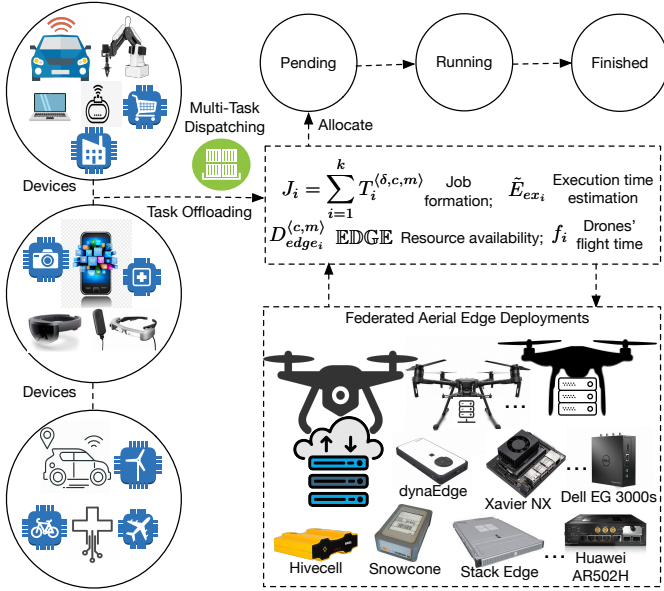 Pending
Running
Finished
Multi-Task
Dispatching
Allocate
Devices
Task Offloading
J_i = \sum_{i=1}^{k} T_i^{⟨δ,c,m⟩} Job
formation;
\tilde{E}_{ex_i} Execution time
estimation
D_{edge_i}^{⟨c,m⟩} 𝔼𝔻𝔾𝔼 Resource availability;
f_i Drones'
flight time
Devices
Federated Aerial Edge Deployments
...
dynaEdge
Xavier NX
...
Dell EG 3000s
Hivecell
Snowcone
Stack Edge
...
Huawei
AR502H